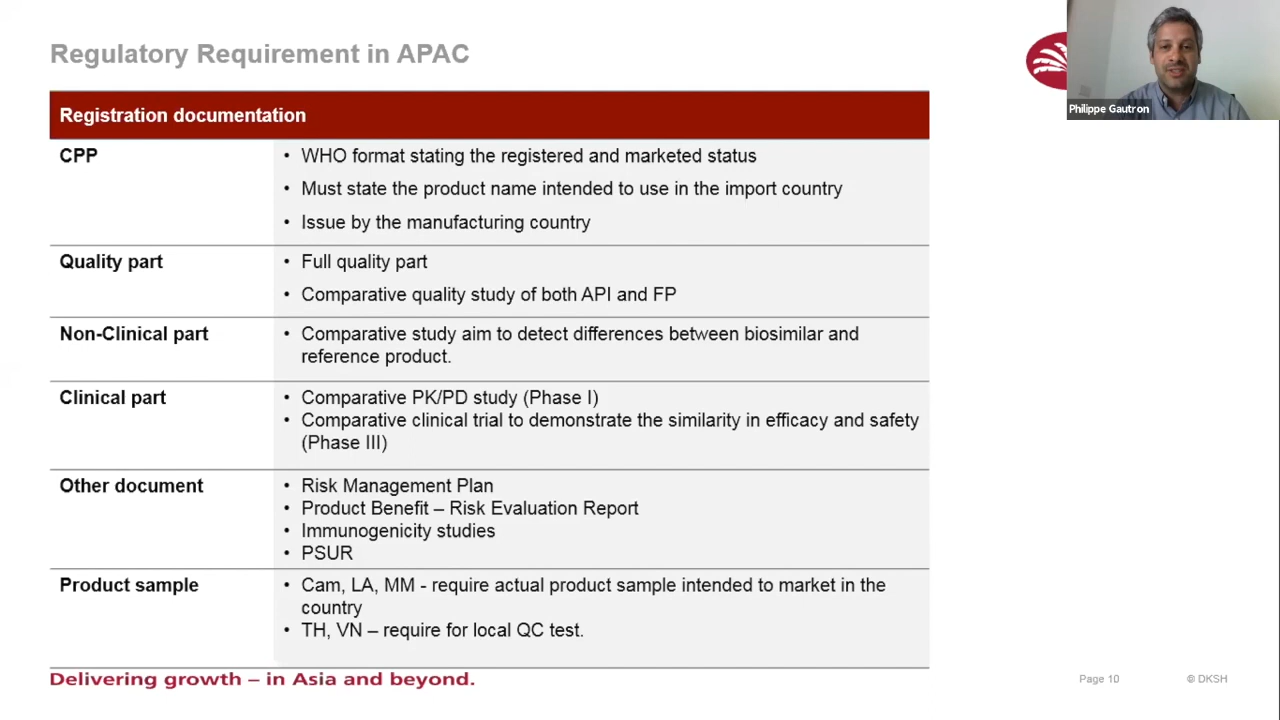 Regulatory Requirement in APAC
Philippe Gautron
Registration documentation
CPP
• WHO format stating the registered and marketed status
• Must state the product name intended to use in the import country
• Issue by the manufacturing country
Quality part
• Full quality part
• Comparative quality study of both API and FP
Non-Clinical part
• Comparative study aim to detect differences between biosimilar and
reference product.
Clinical part
• Comparative PK/PD study (Phase I)
• Comparative clinical trial to demonstrate the similarity in efficacy and safety
(Phase III)
Other document
• Risk Management Plan
• Product Benefit – Risk Evaluation Report
• Immunogenicity studies
• PSUR
Product sample
• Cam, LA, MM - require actual product sample intended to market in the
country
• TH, VN – require for local QC test.
Delivering growth – in Asia and beyond.
Page 10
© DKSH